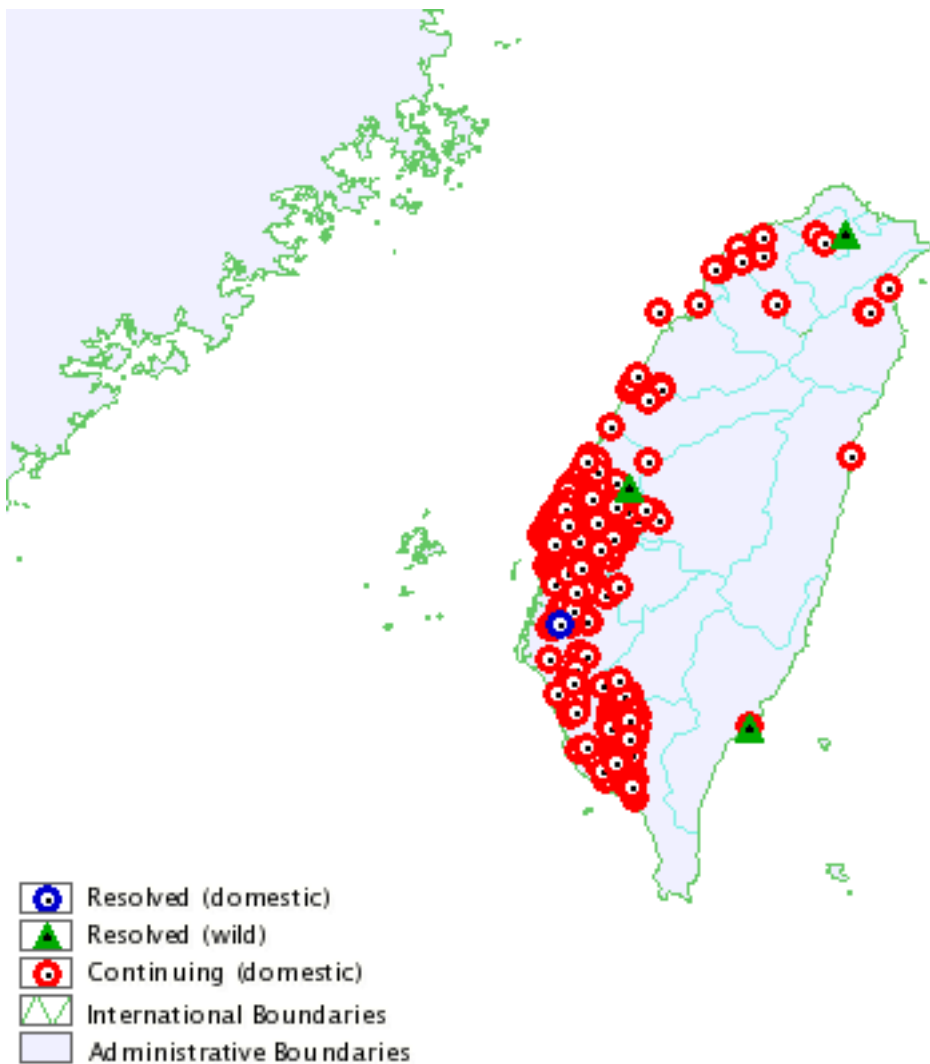 Resolved (domestic)
Resolved (wild)
Continuing (domestic)
International Boundaries
Administrative Boundaries